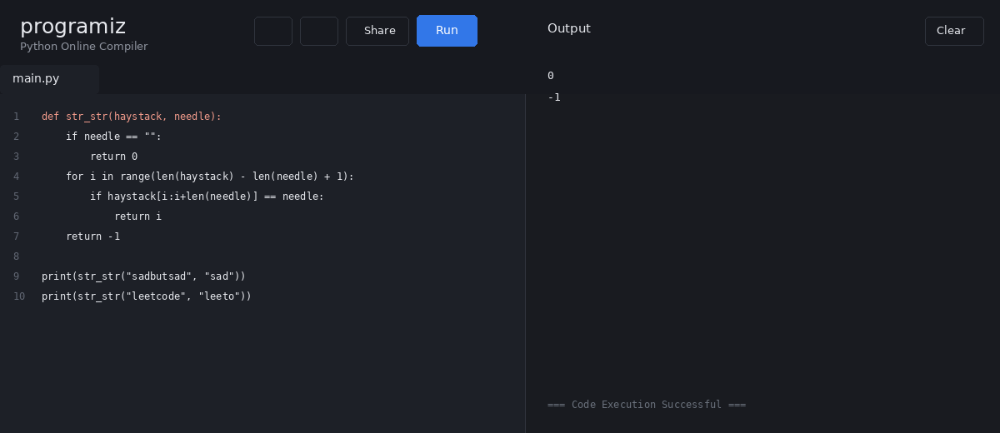 programiz
Python Online Compiler
Share
Run
Output
Clear
main.py
1 def str_str(haystack, needle):
2     if needle == "":
3         return 0
4     for i in range(len(haystack) - len(needle) + 1):
5         if haystack[i:i+len(needle)] == needle:
6             return i
7     return -1
8
9 print(str_str("sadbutsad", "sad"))
10 print(str_str("leetcode", "leeto"))
0
-1
=== Code Execution Successful ===